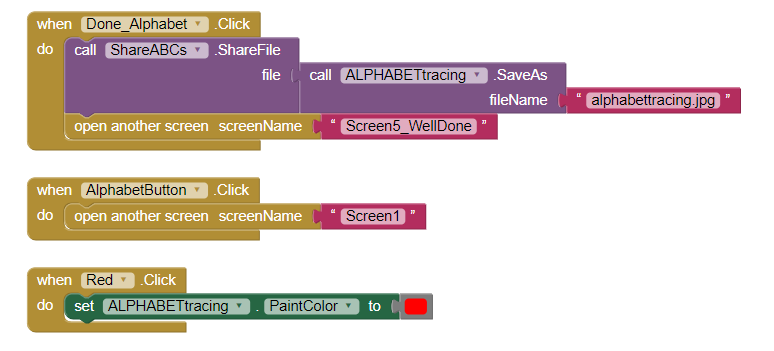 when Done_Alphabet .Click
do call ShareABCs .ShareFile
file call ALPHABETtracing .SaveAs
fileName “ alphabettracing.jpg ”
open another screen screenName “ Screen5_WellDone ”
when AlphabetButton .Click
do open another screen screenName “ Screen1 ”
when Red .Click
do set ALPHABETtracing . PaintColor to